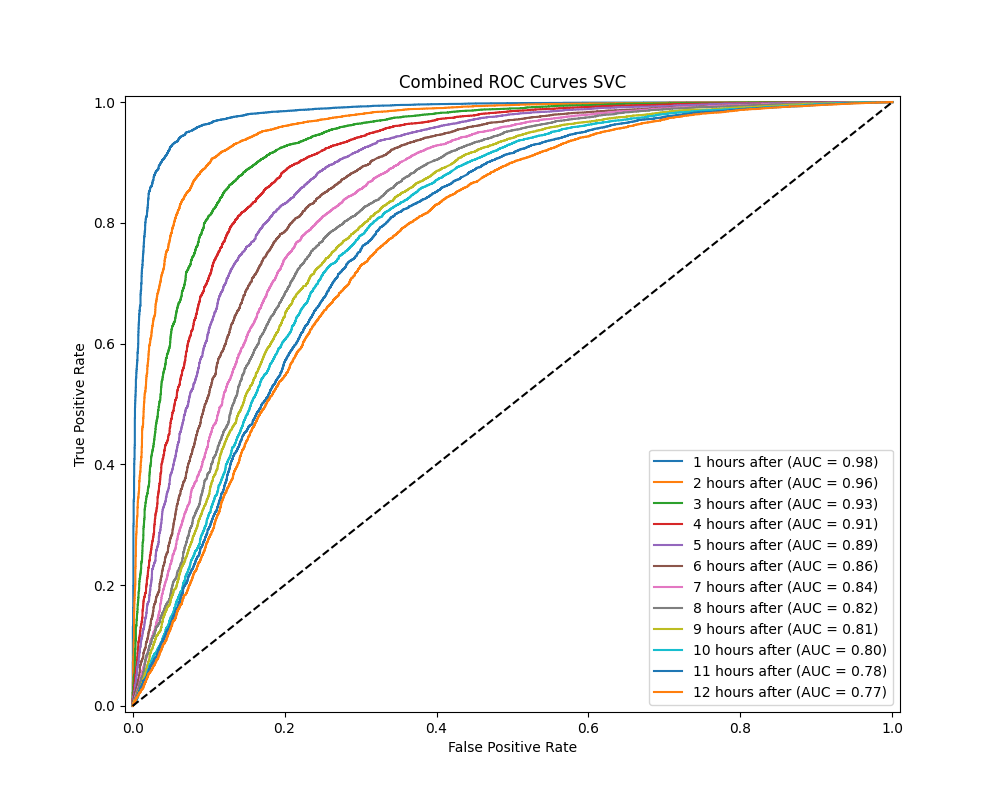 Combined ROC Curves SVC
1.0
0.8
0.6
0.4
0.2
0.0
True Positive Rate
1 hours after (AUC = 0.98)
2 hours after (AUC = 0.96)
3 hours after (AUC = 0.93)
4 hours after (AUC = 0.91)
5 hours after (AUC = 0.89)
6 hours after (AUC = 0.86)
7 hours after (AUC = 0.84)
8 hours after (AUC = 0.82)
9 hours after (AUC = 0.81)
10 hours after (AUC = 0.80)
11 hours after (AUC = 0.78)
12 hours after (AUC = 0.77)
0.0 0.2 0.4 0.6 0.8 1.0
False Positive Rate